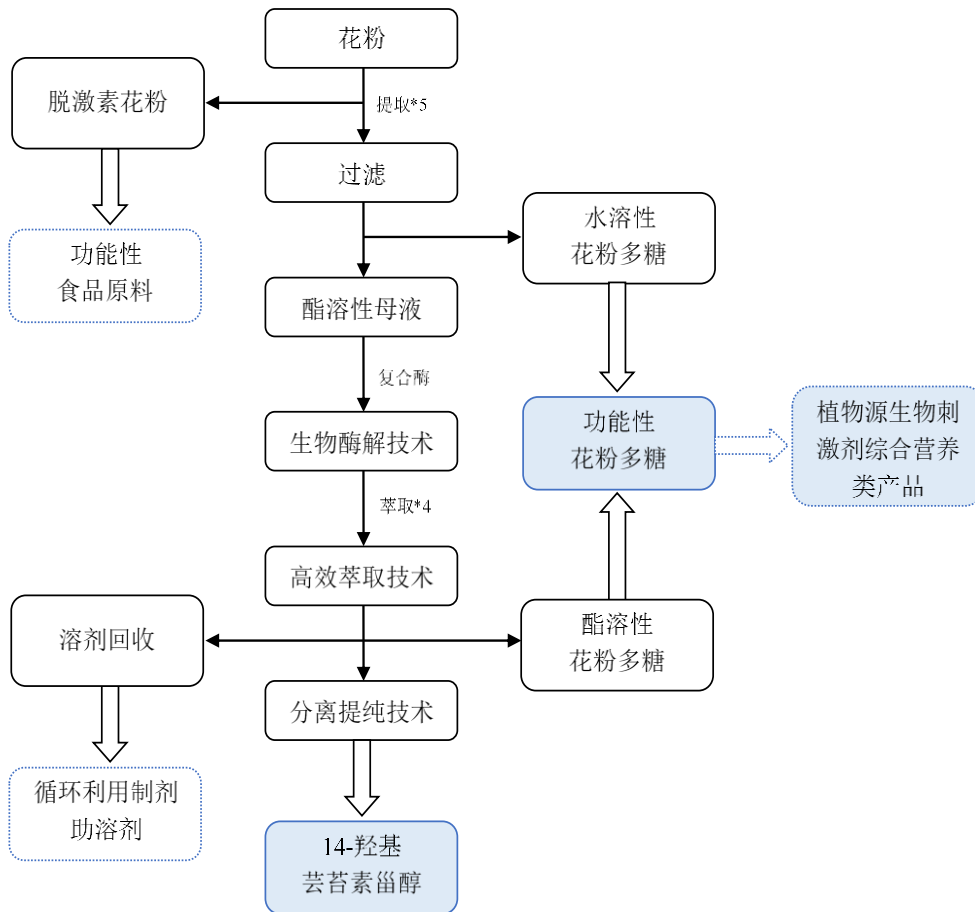 花粉
脱激素花粉
提取*5
过滤
水溶性
花粉多糖
功能性
食品原料
酯溶性母液
复合酶
生物酶解技术
功能性
花粉多糖
植物源生物刺
激剂综合营养
类产品
萃取*4
高效萃取技术
溶剂回收
酯溶性
花粉多糖
分离提纯技术
循环利用制剂
助溶剂
14-羟基
芸苔素甾醇